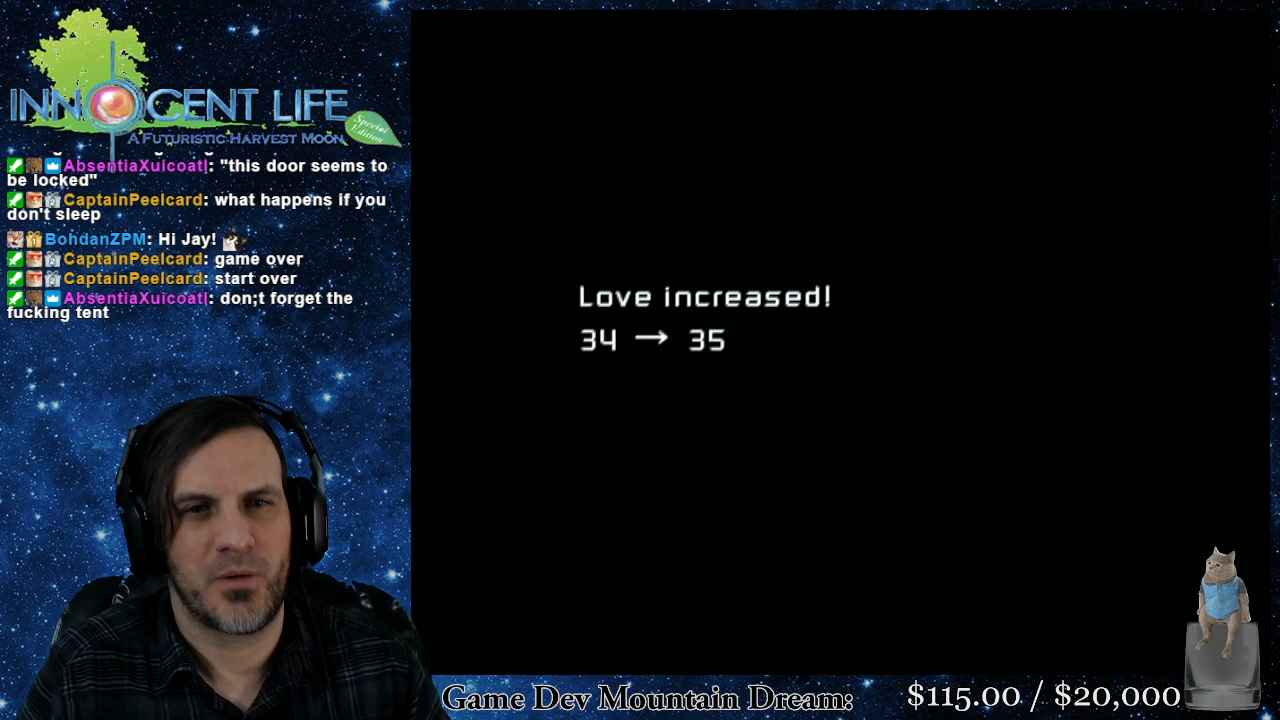 INNOCENT LIFE
A FUTURISTIC HARVEST MOON
Special
Edition
AbsentiaXuicoatl: "this door seems to
be locked"
CaptainPeelcard: what happens if you
don't sleep
BohdanZPM: Hi Jay!
CaptainPeelcard: game over
CaptainPeelcard: start over
AbsentiaXuicoatl: don;t forget the
fucking tent
Love increased!
34 → 35
Game Dev Mountain Dream: $115.00 / $20,000